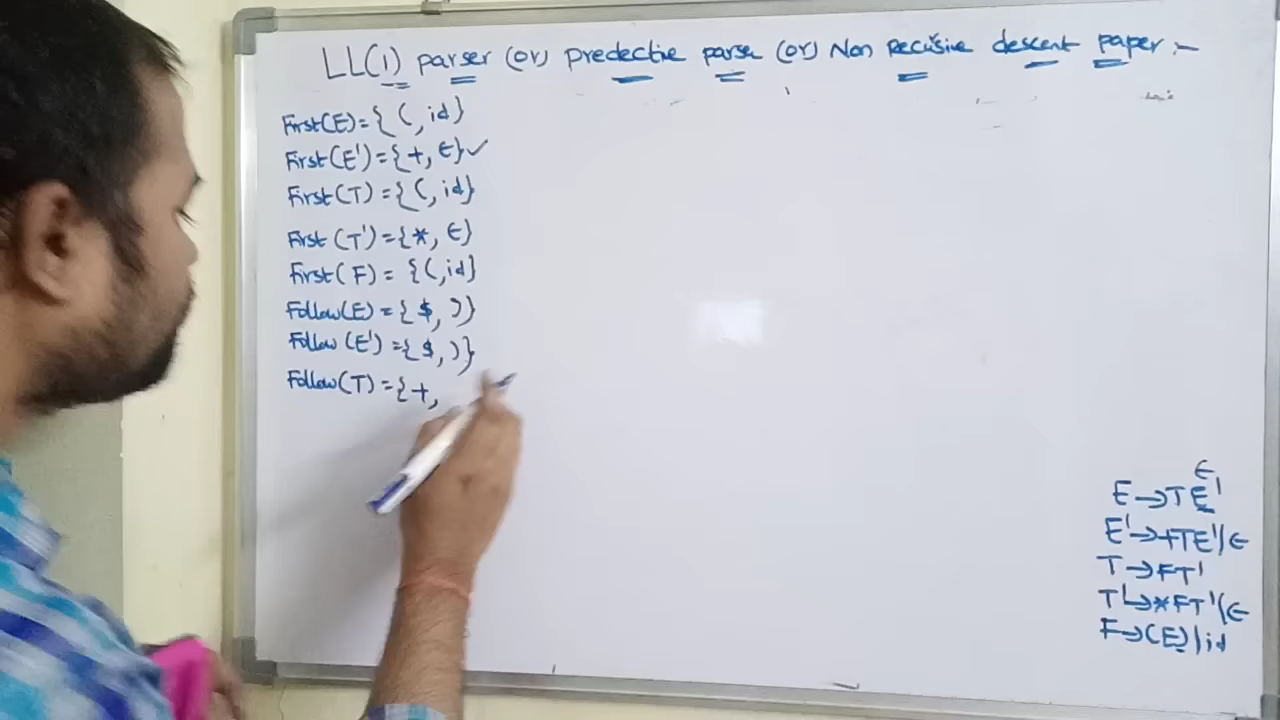 LL(1) parser (or) predectie parse (or) Non Recusie descent paper :-
First(E)={ (, id}
First(E')={+, ϵ}✓
First(T)={(, id}
First(T')={*, ϵ}
First(F)= {(, id}
Follow(E)={$, )}
Follow(E')={$, )}
Follow(T)={+,
ϵ
E→TE'
E'→+TE'/ϵ
T→FT'
T'→*FT'/ϵ
F→(E)/id